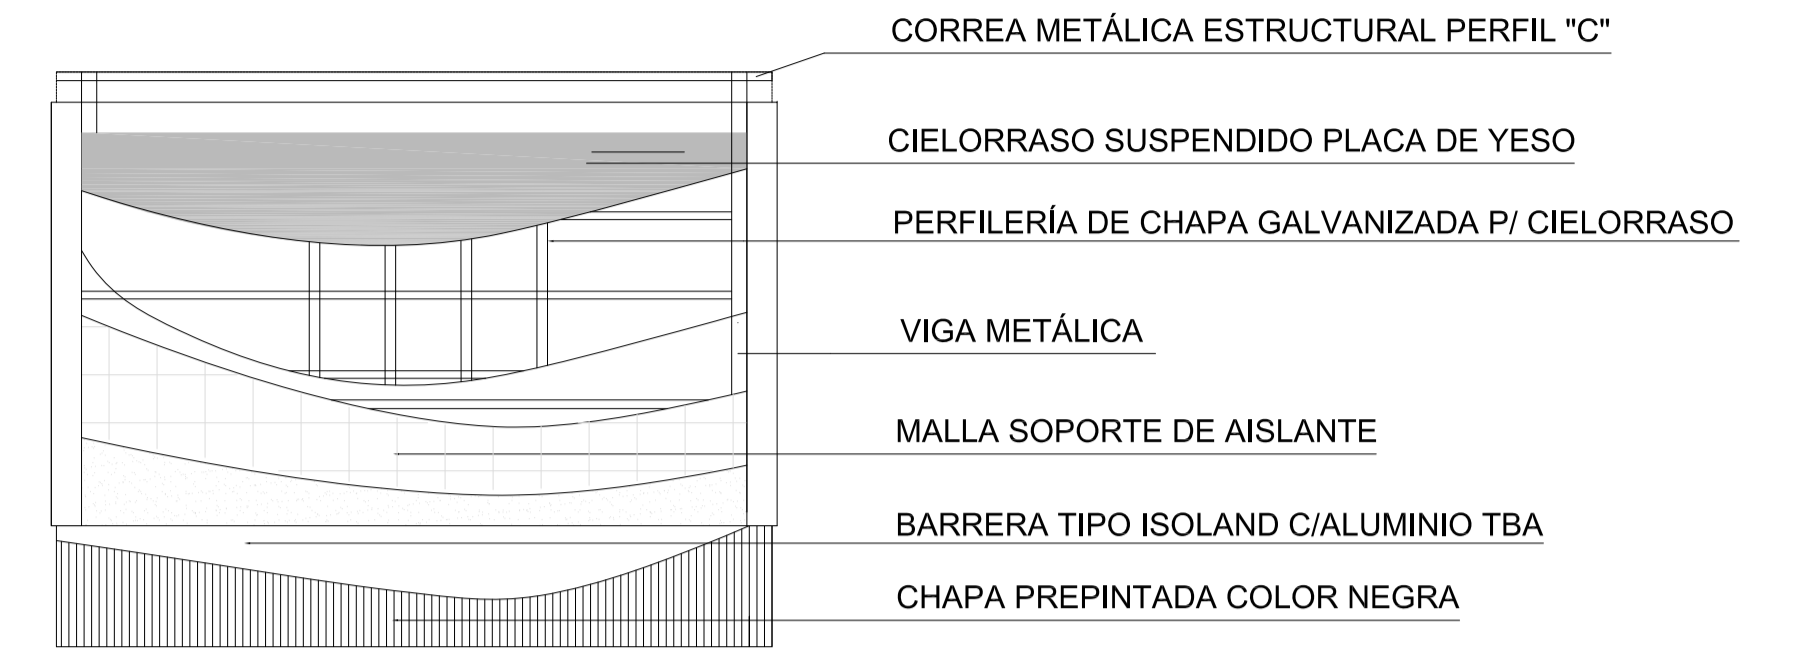 CORREA METÁLICA ESTRUCTURAL PERFIL "C"
CIELORRASO SUSPENDIDO PLACA DE YESO
PERFILERÍA DE CHAPA GALVANIZADA P/ CIELORRASO
VIGA METÁLICA
MALLA SOPORTE DE AISLANTE
BARRERA TIPO ISOLAND C/ALUMINIO TBA
CHAPA PREPINTADA COLOR NEGRA